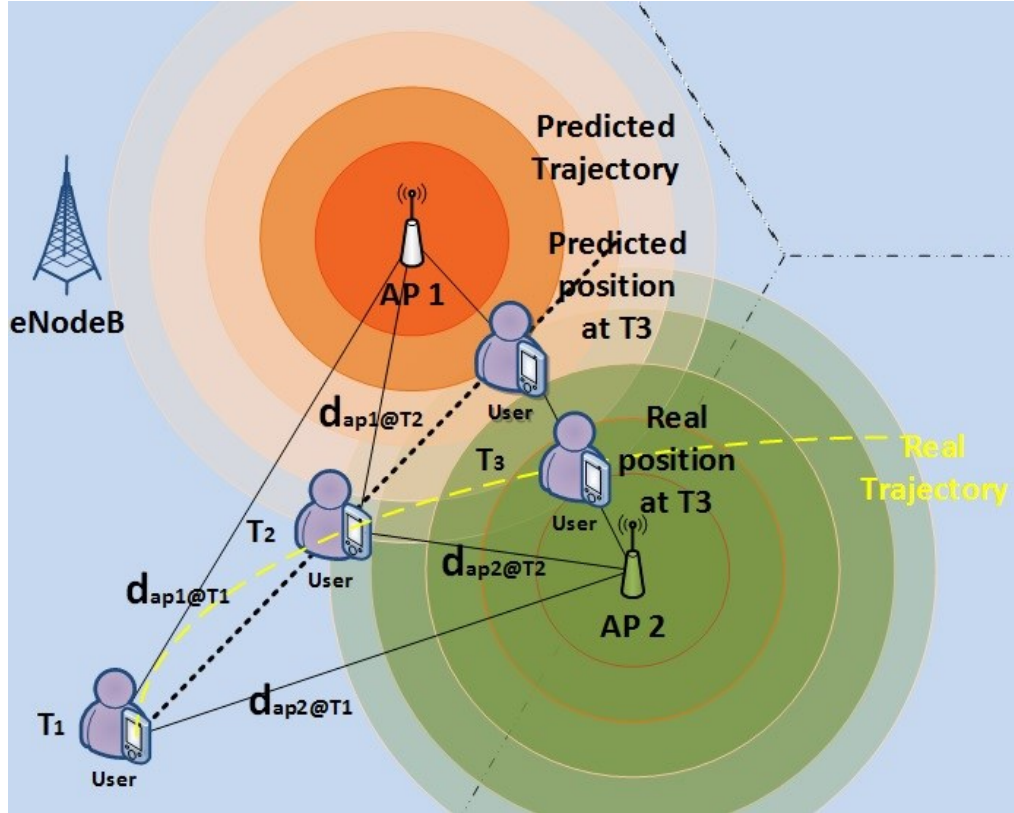 Predicted
Trajectory
Predicted
position
at T3
AP 1
eNodeB
User
dap1@T2
Real
position
at T3
T3
Real
Trajectory
User
T2
dap2@T2
User
dap1@T1
AP 2
dap2@T1
T1
User